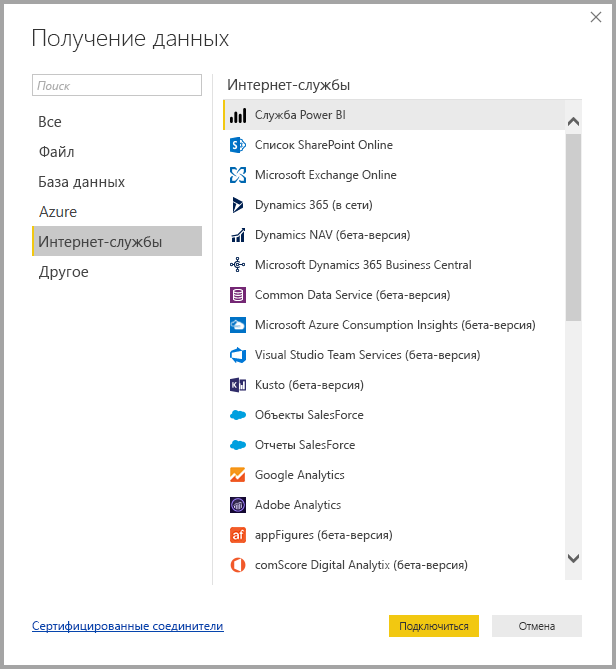 Получение данных
Поиск
Все
Файл
База данных
Azure
Интернет-службы
Другое
Интернет-службы
Служба Power BI
Список SharePoint Online
Microsoft Exchange Online
Dynamics 365 (в сети)
Dynamics NAV (бета-версия)
Microsoft Dynamics 365 Business Central
Common Data Service (бета-версия)
Microsoft Azure Consumption Insights (бета-версия)
Visual Studio Team Services (бета-версия)
Kusto (бета-версия)
Объекты SalesForce
Отчеты SalesForce
Google Analytics
Adobe Analytics
appFigures (бета-версия)
comScore Digital Analytix (бета-версия)
Сертифицированные соединители
Подключиться
Отмена